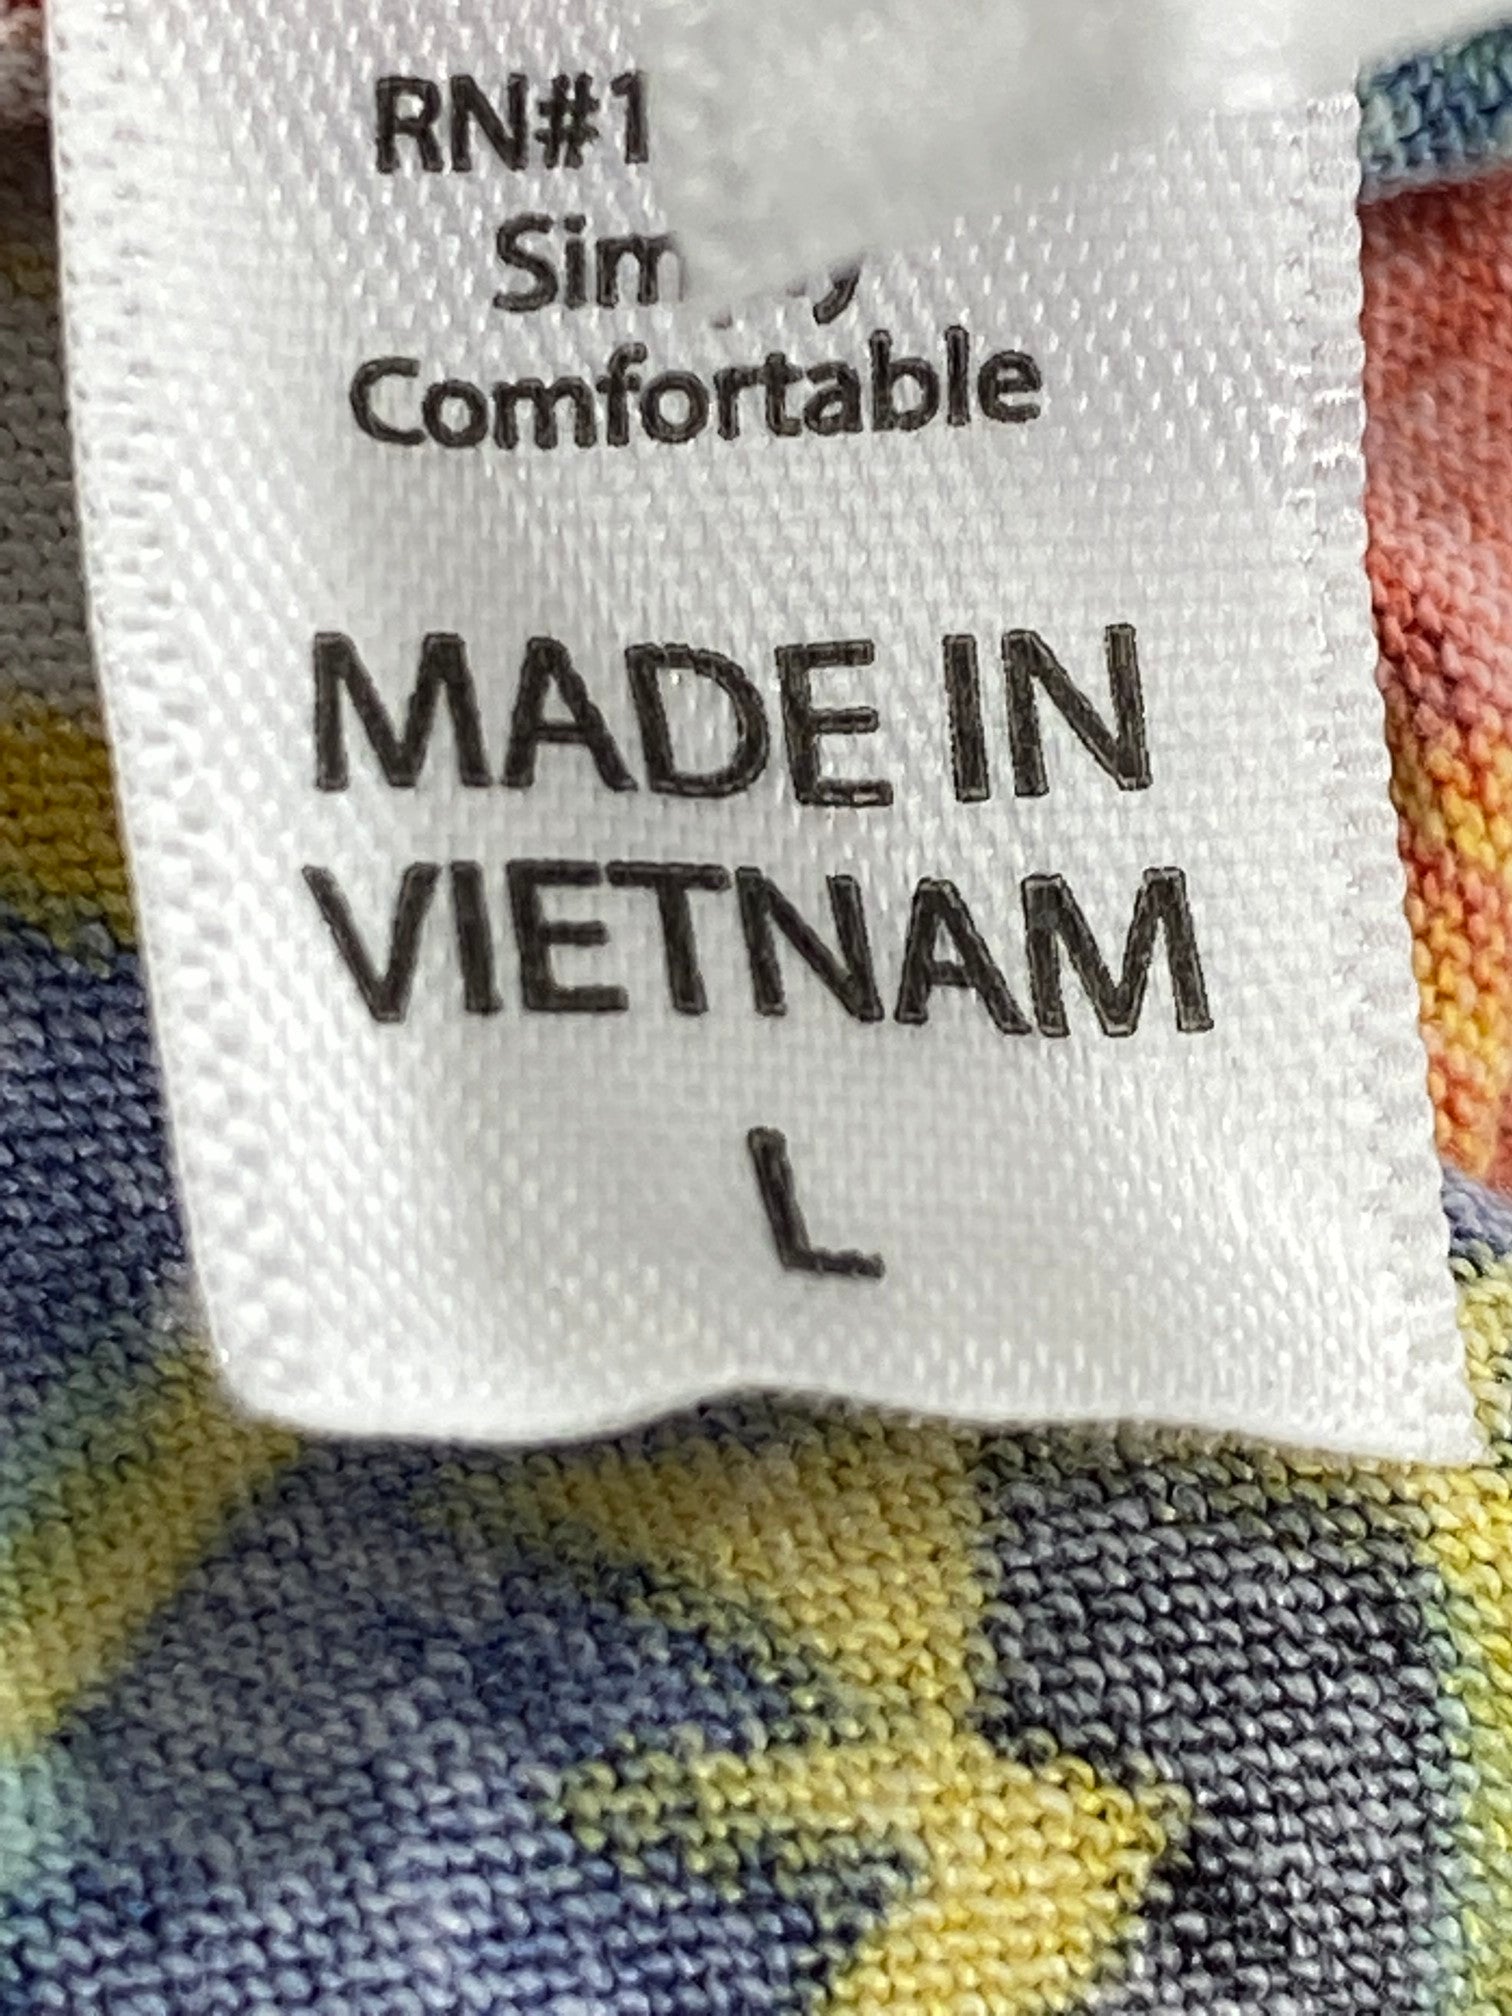 RN#1
Comfortable
MADE IN
VIETNAM
L